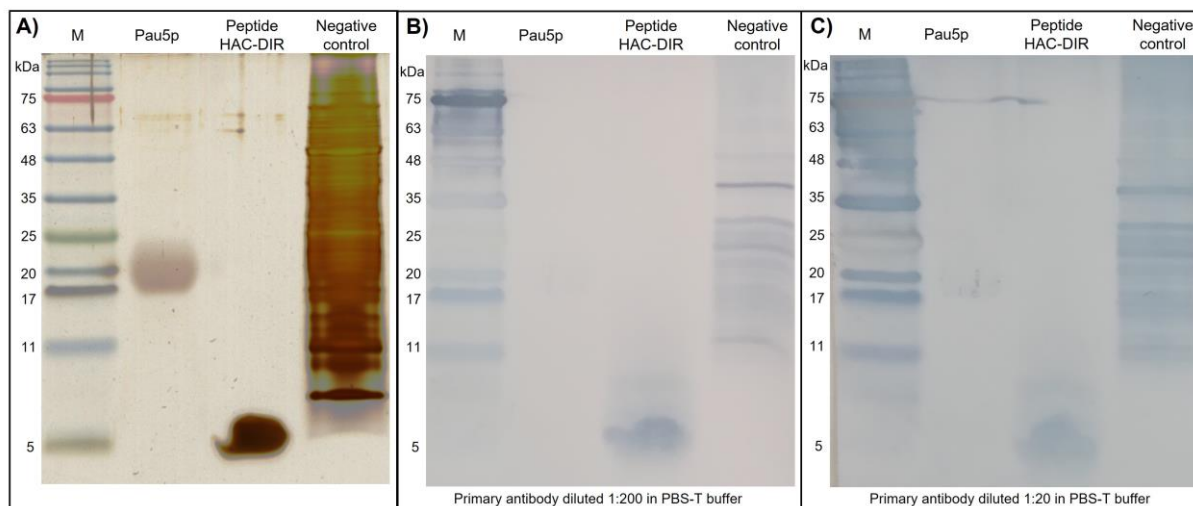 A)
M
Pau5p
Peptide
HAC-DIR
Negative
control
kDa
75
63
48
35
25
20
17
11
5
B)
M
Pau5p
Peptide
HAC-DIR
Negative
control
kDa
75
63
48
35
25
20
17
11
5
Primary antibody diluted 1:200 in PBS-T buffer
C)
M
Pau5p
Peptide
HAC-DIR
Negative
control
kDa
75
63
48
35
25
20
17
11
5
Primary antibody diluted 1:20 in PBS-T buffer